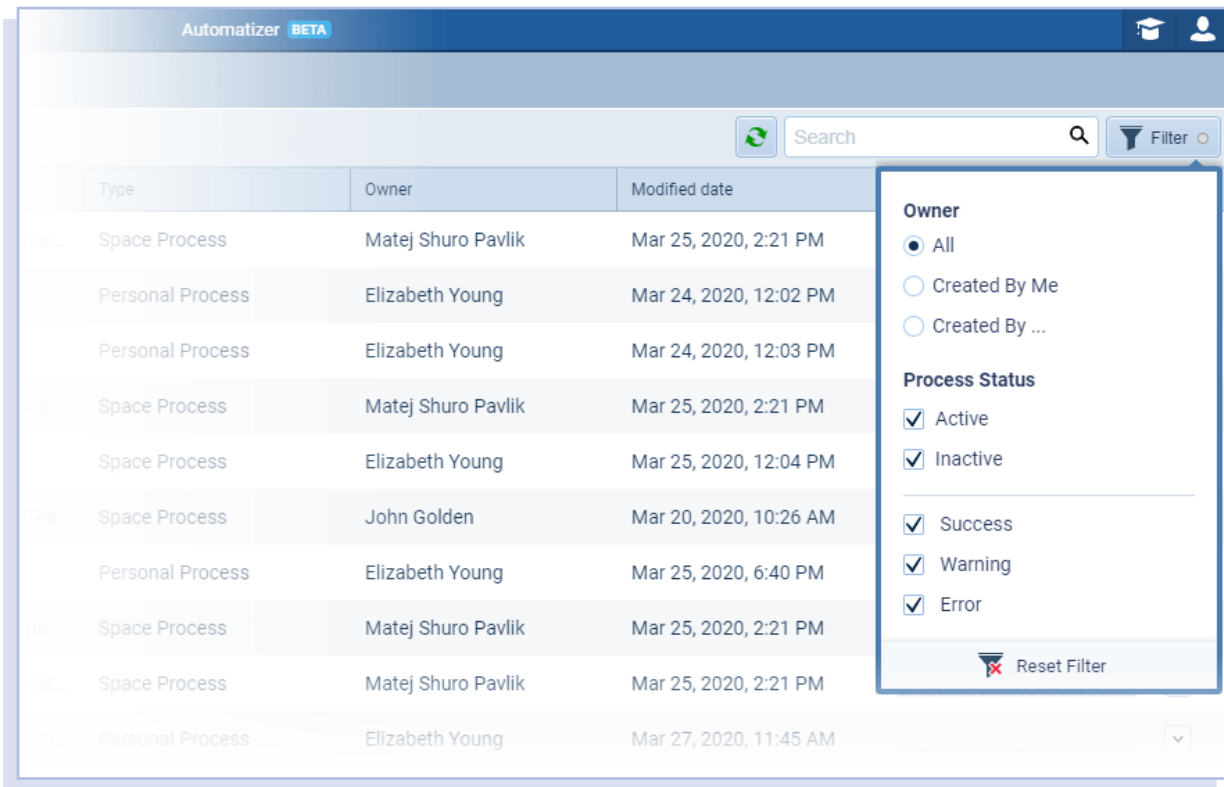 Automatizer BETA
Search
Filter
Type Owner Modified date
co... Space Process Matej Shuro Pavlik Mar 25, 2020, 2:21 PM
Personal Process Elizabeth Young Mar 24, 2020, 12:02 PM
Personal Process Elizabeth Young Mar 24, 2020, 12:03 PM
Space Process Matej Shuro Pavlik Mar 25, 2020, 2:21 PM
Space Process Elizabeth Young Mar 25, 2020, 12:04 PM
Tea... Space Process John Golden Mar 20, 2020, 10:26 AM
Personal Process Elizabeth Young Mar 25, 2020, 6:40 PM
pri... Space Process Matej Shuro Pavlik Mar 25, 2020, 2:21 PM
wit... Space Process Matej Shuro Pavlik Mar 25, 2020, 2:21 PM
Personal Process Elizabeth Young Mar 27, 2020, 11:45 AM
Owner
All
Created By Me
Created By ...
Process Status
Active
Inactive
Success
Warning
Error
Reset Filter